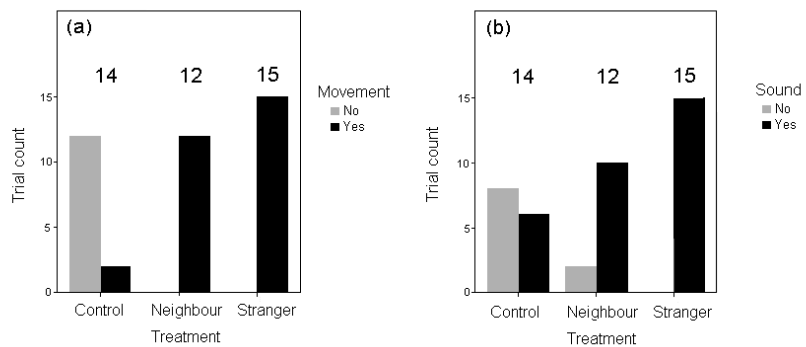 (a)
14 12 15
Movement
No
Yes
Trial count
15
10
5
0
Control Neighbour Stranger
Treatment
(b)
14 12 15
Sound
No
Yes
Trial count
15
10
5
0
Control Neighbour Stranger
Treatment